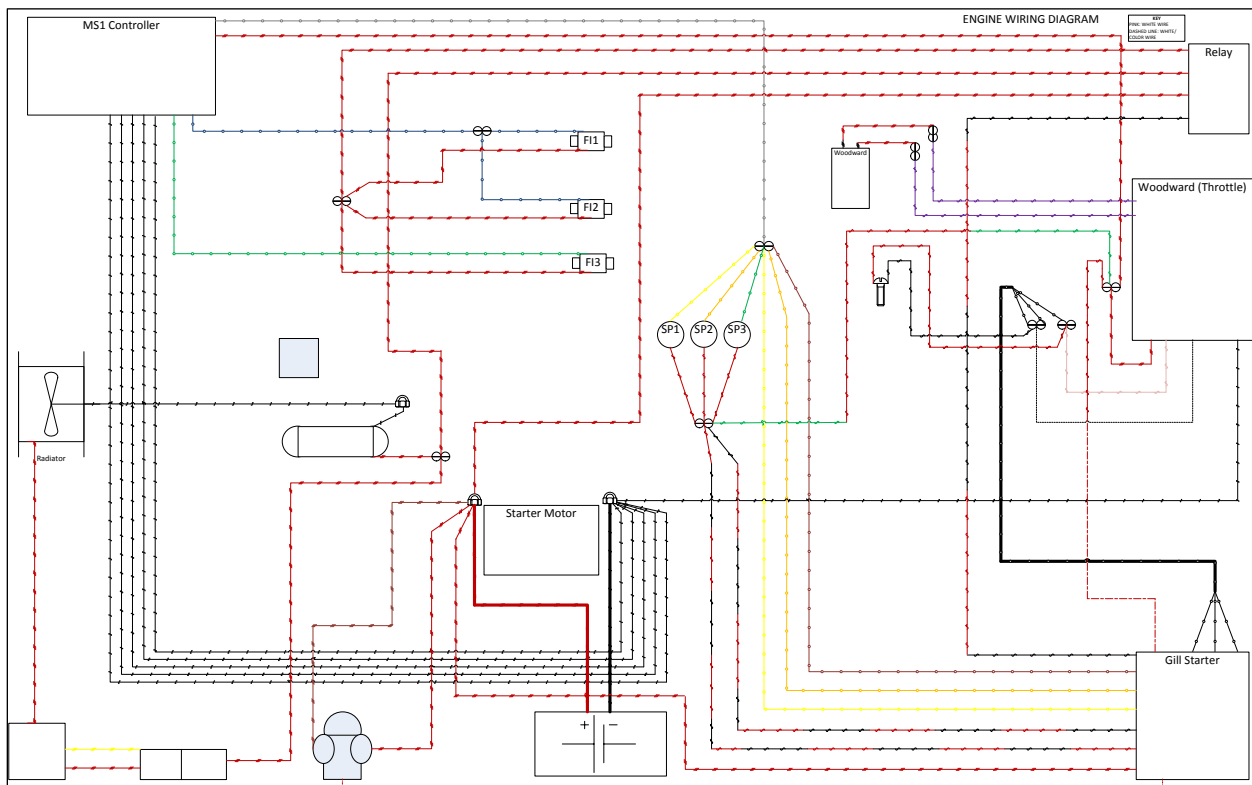 MS1 Controller
ENGINE WIRING DIAGRAM
KEY
PINK: WHITE WIRE
DASHED LINE: WHITE/
COLOR WIRE
Relay
FI1
Woodward
FI2
Woodward (Throttle)
FI3
SP1
SP2
SP3
Radiator
Starter Motor
Gill Starter
+
−